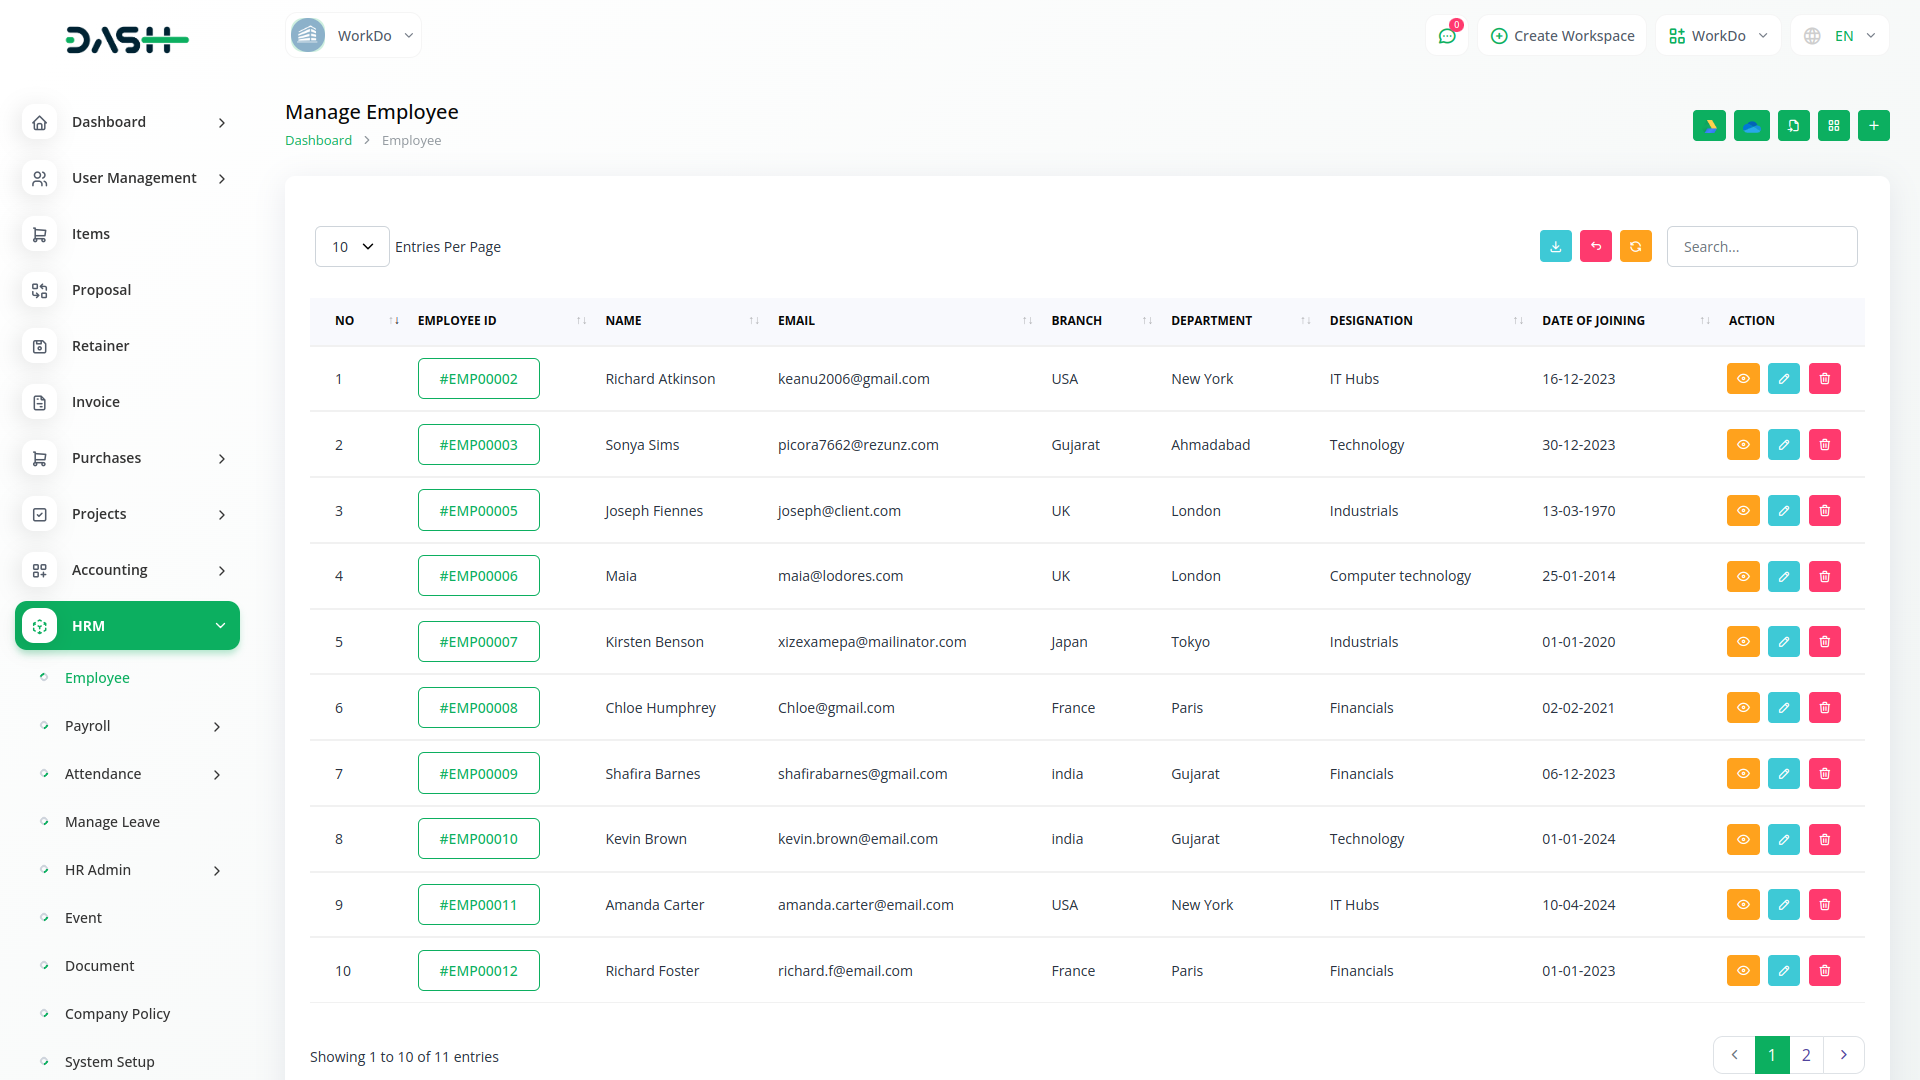 DASH
WorkDo
0
Create Workspace
WorkDo
EN
Dashboard
User Management
Items
Proposal
Retainer
Invoice
Purchases
Projects
Accounting
HRM
Employee
Payroll
Attendance
Manage Leave
HR Admin
Event
Document
Company Policy
System Setup
Manage Employee
Dashboard > Employee
10 Entries Per Page
Search...
NO EMPLOYEE ID NAME EMAIL BRANCH DEPARTMENT DESIGNATION DATE OF JOINING ACTION
1 #EMP00002 Richard Atkinson keanu2006@gmail.com USA New York IT Hubs 16-12-2023
2 #EMP00003 Sonya Sims picora7662@rezunz.com Gujarat Ahmadabad Technology 30-12-2023
3 #EMP00005 Joseph Fiennes joseph@client.com UK London Industrials 13-03-1970
4 #EMP00006 Maia maia@lodores.com UK London Computer technology 25-01-2014
5 #EMP00007 Kirsten Benson xizexamepa@mailinator.com Japan Tokyo Industrials 01-01-2020
6 #EMP00008 Chloe Humphrey Chloe@gmail.com France Paris Financials 02-02-2021
7 #EMP00009 Shafira Barnes shafirabarnes@gmail.com india Gujarat Financials 06-12-2023
8 #EMP00010 Kevin Brown kevin.brown@email.com india Gujarat Technology 01-01-2024
9 #EMP00011 Amanda Carter amanda.carter@email.com USA New York IT Hubs 10-04-2024
10 #EMP00012 Richard Foster richard.f@email.com France Paris Financials 01-01-2023
Showing 1 to 10 of 11 entries
1 2